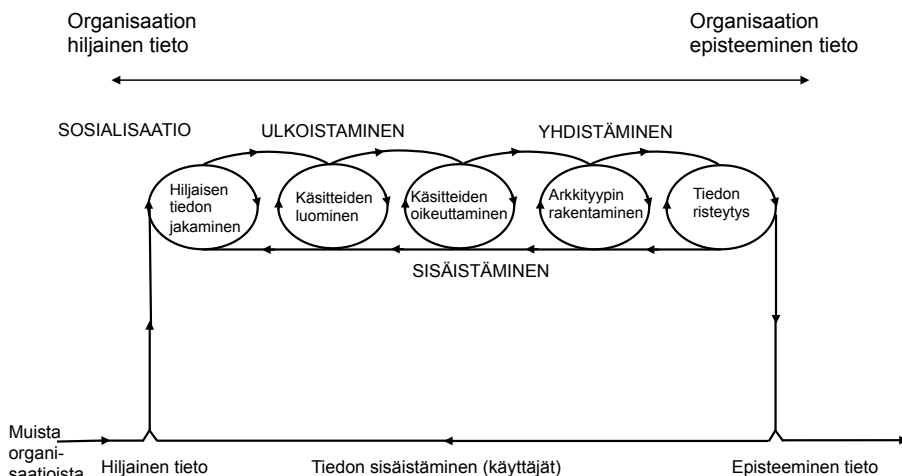 Organisaation
hiljainen tieto
Organisaation
episteeminen tieto
SOSIALISAATIO
ULKOISTAMINEN
YHDISTÄMINEN
Hiljaisen
tiedon
jakaminen
Käsitteiden
luominen
Käsitteiden
oikeuttaminen
Arkkityypin
rakentaminen
Tiedon
risteytys
SISÄISTÄMINEN
Muista
organi-
saatioista
Hiljainen tieto
Tiedon sisäistäminen (käyttäjät)
Episteeminen tieto